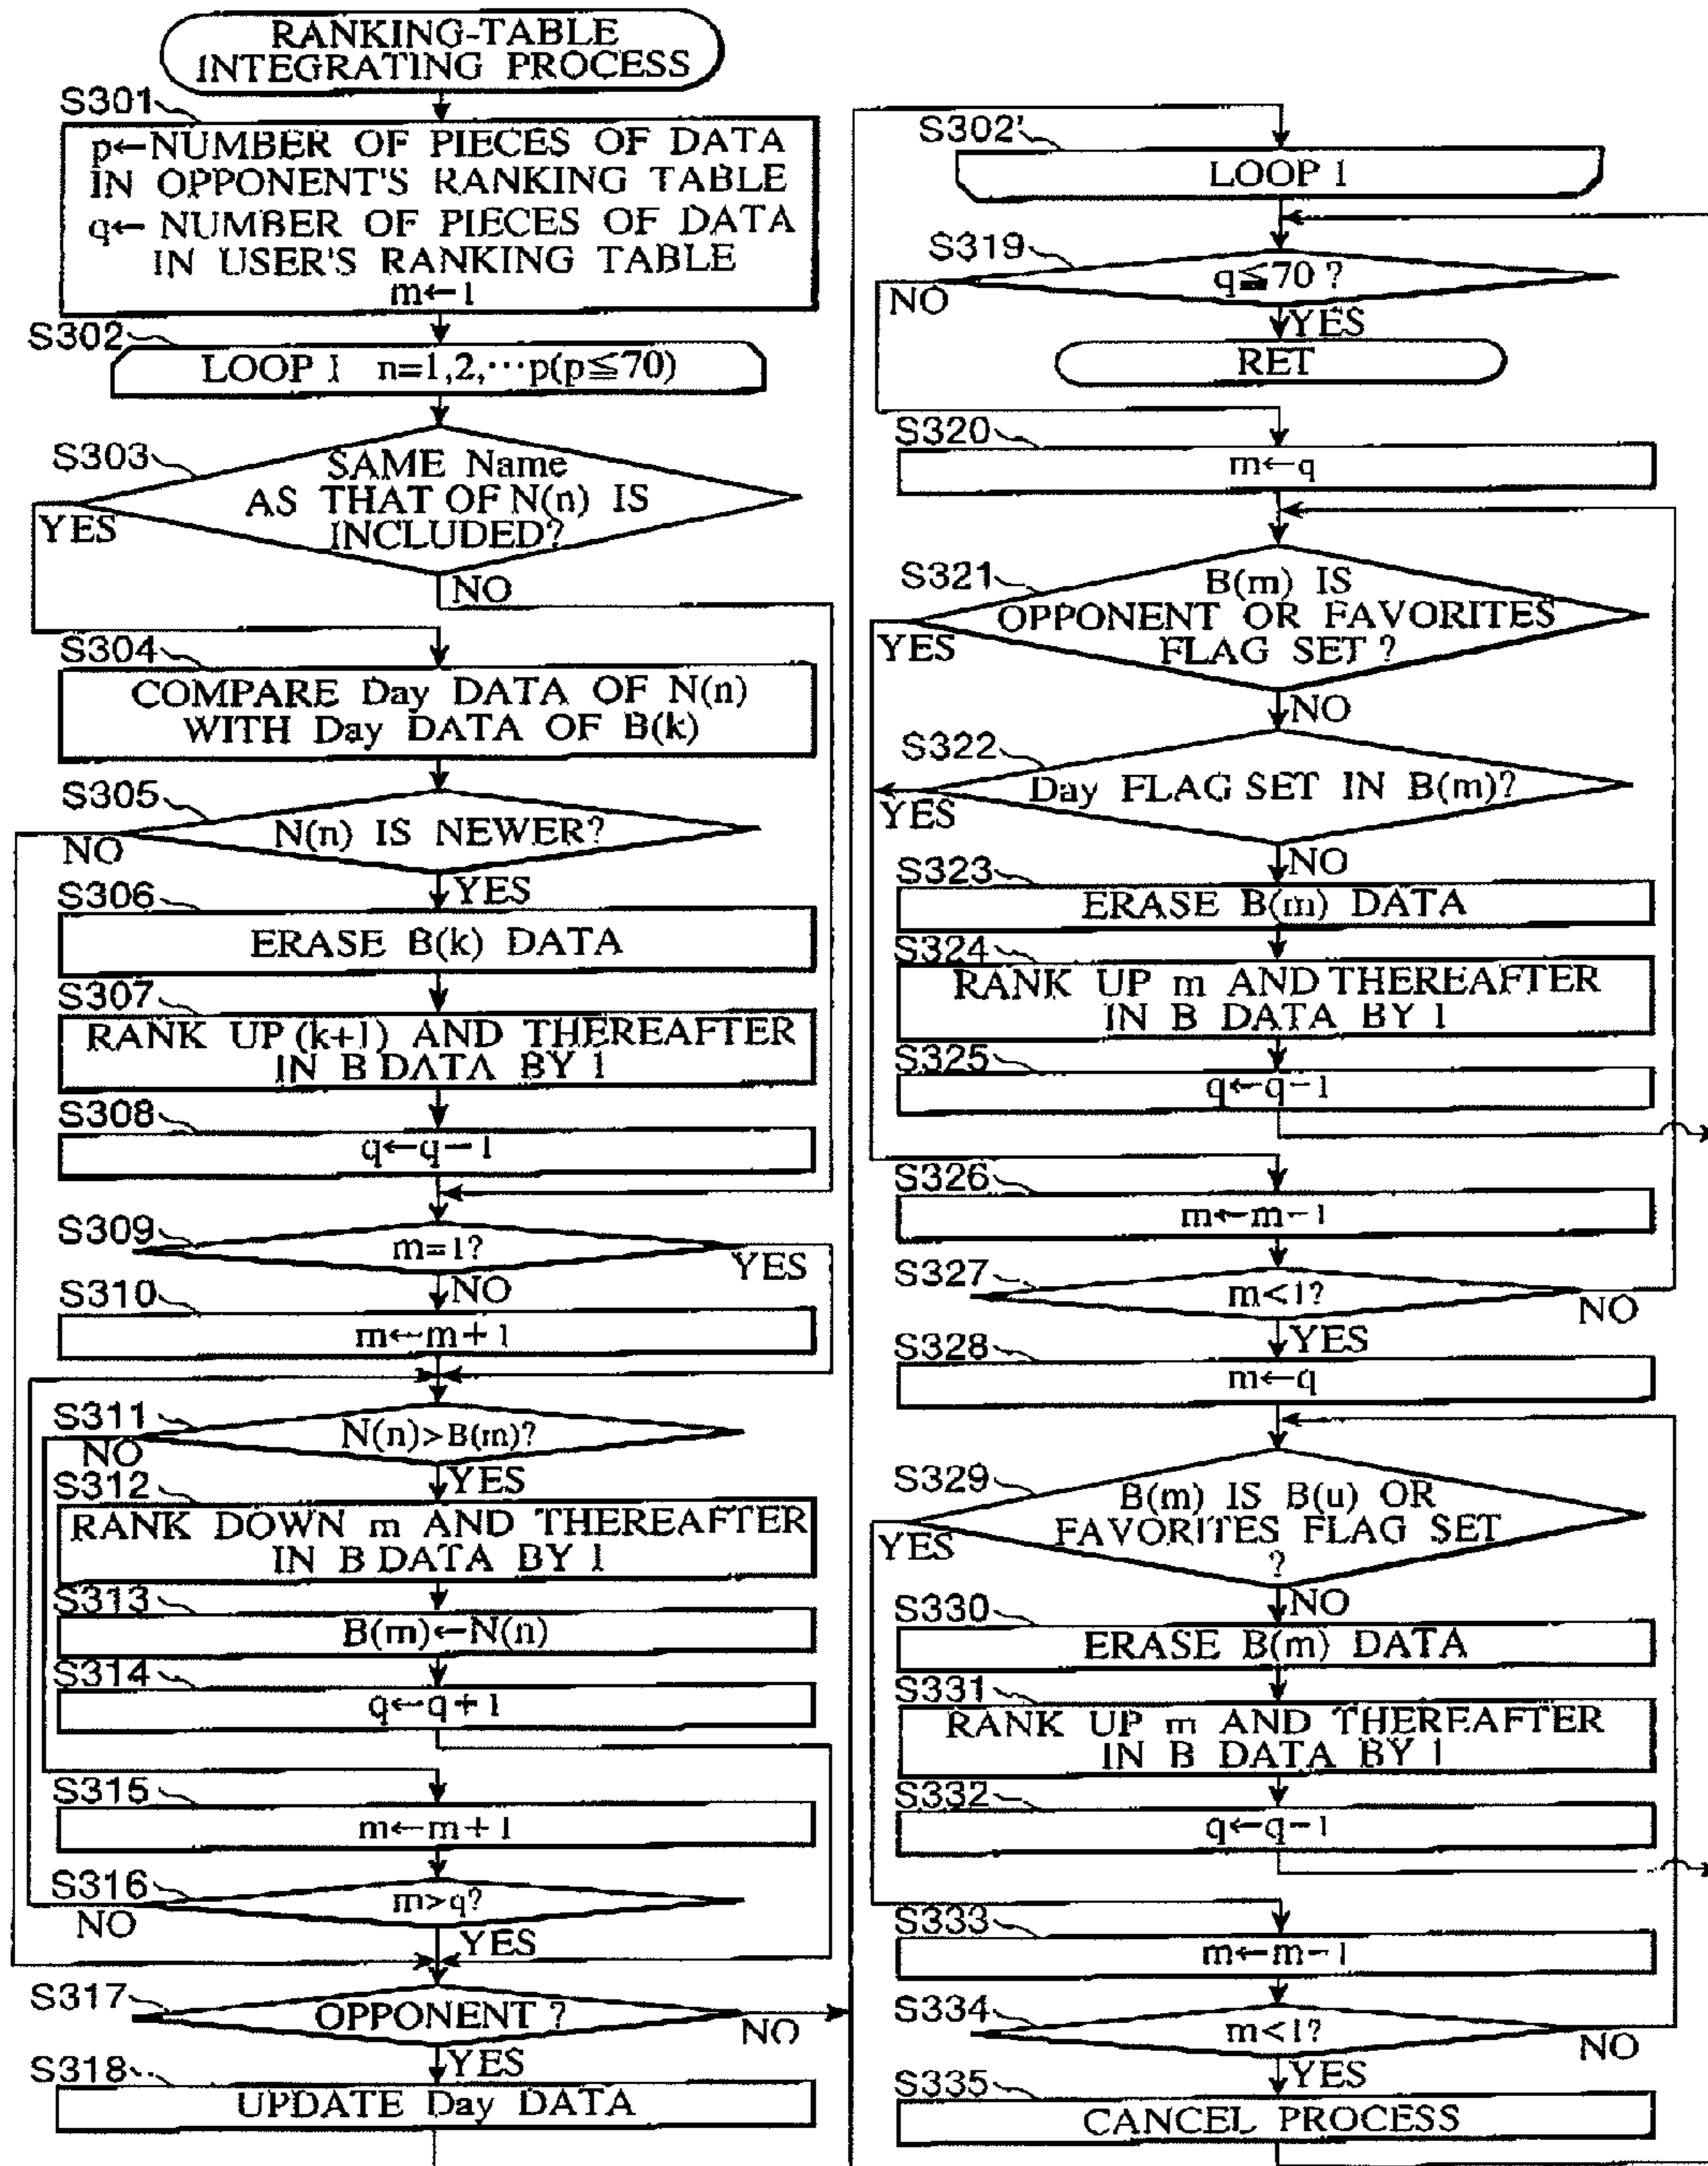 RANKING-TABLE
INTEGRATING PROCESS
S301
p←NUMBER OF PIECES OF DATA
IN OPPONENT'S RANKING TABLE
q← NUMBER OF PIECES OF DATA
IN USER'S RANKING TABLE
m←1
S302
LOOP 1 n=1,2,⋯p(p≦70)
S303
SAME Name
AS THAT OF N(n) IS
INCLUDED?
YES
NO
S304
COMPARE Day DATA OF N(n)
WITH Day DATA OF B(k)
S305
N(n) IS NEWER?
NO
YES
S306
ERASE B(k) DATA
S307
RANK UP (k+1) AND THEREAFTER
IN B DATA BY 1
S308
q←q-1
S309
m=1?
YES
NO
S310
m←m+1
S311
N(n)>B(m)?
NO
YES
S312
RANK DOWN m AND THEREAFTER
IN B DATA BY 1
S313
B(m)←N(n)
S314
q←q+1
S315
m←m+1
S316
m>q?
NO
YES
S317
OPPONENT ?
NO
YES
S318
UPDATE Day DATA
S302'
LOOP 1
S319
q≦70 ?
NO
YES
RET
S320
m←q
S321
B(m) IS
OPPONENT OR FAVORITES
FLAG SET ?
YES
NO
S322
Day FLAG SET IN B(m)?
YES
NO
S323
ERASE B(m) DATA
S324
RANK UP m AND THEREAFTER
IN B DATA BY 1
S325
q←q-1
S326
m←m-1
S327
m<1?
NO
YES
S328
m←q
S329
B(m) IS B(u) OR
FAVORITES FLAG SET
?
YES
NO
S330
ERASE B(m) DATA
S331
RANK UP m AND THEREAFTER
IN B DATA BY 1
S332
q←q-1
S333
m←m-1
S334
m<1?
NO
YES
S335
CANCEL PROCESS